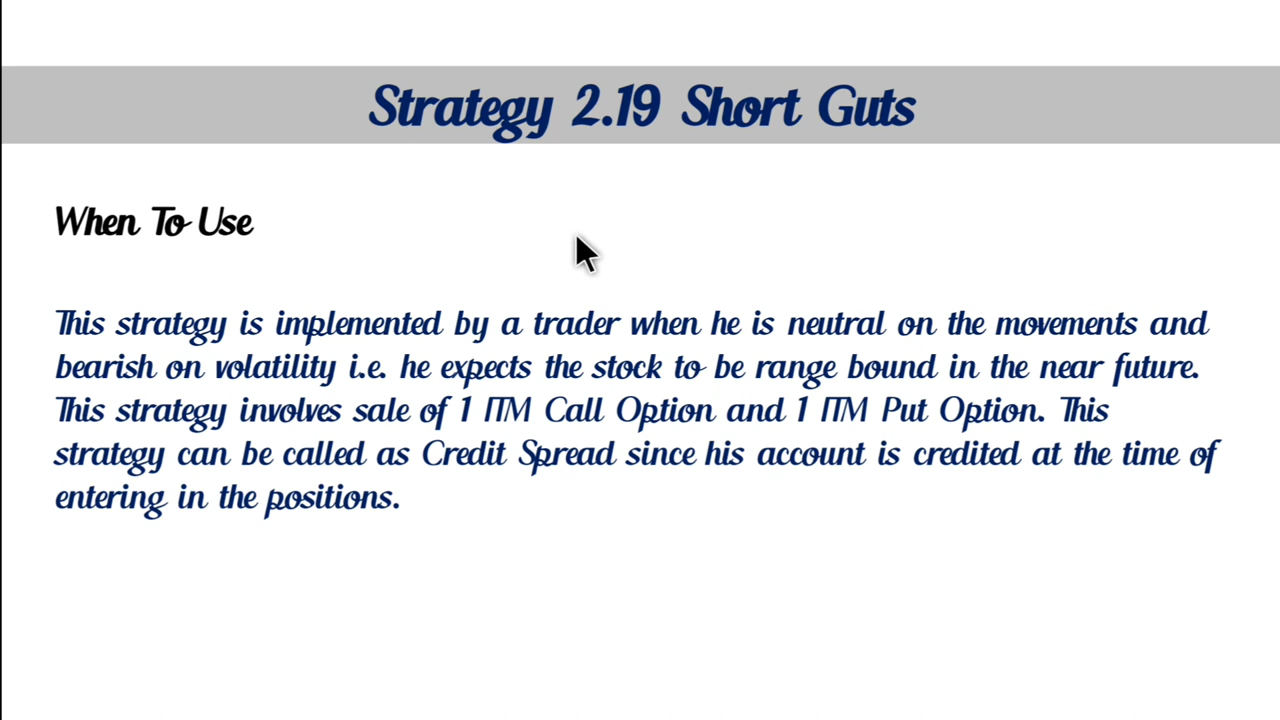 Strategy 2.19 Short Guts
When To Use
This strategy is implemented by a trader when he is neutral on the movements and
bearish on volatility i.e. he expects the stock to be range bound in the near future.
This strategy involves sale of 1 ITM Call Option and 1 ITM Put Option. This
strategy can be called as Credit Spread since his account is credited at the time of
entering in the positions.